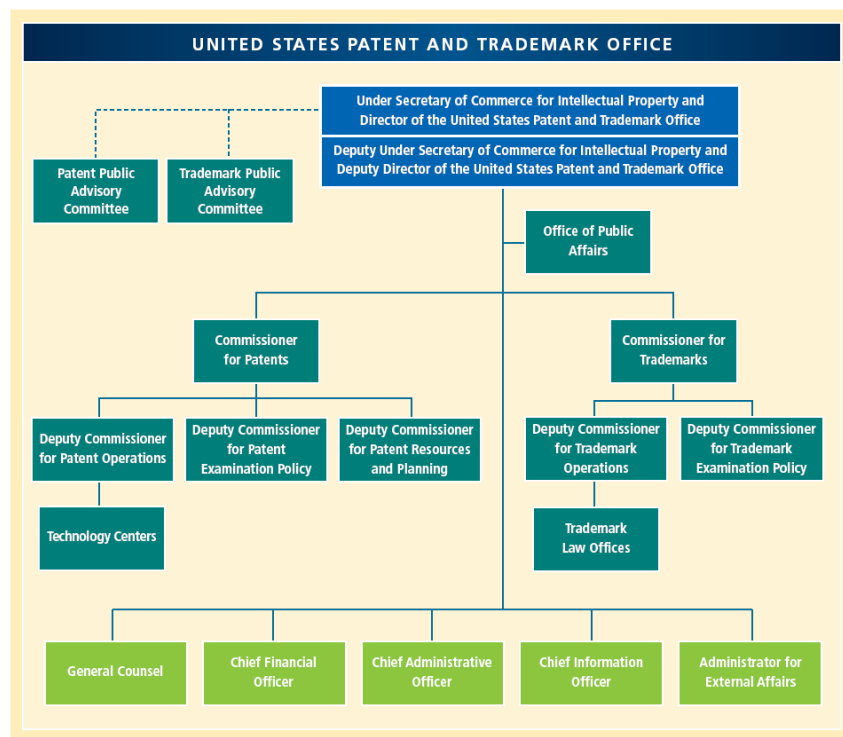 UNITED STATES PATENT AND TRADEMARK OFFICE
Under Secretary of Commerce for Intellectual Property and
Director of the United States Patent and Trademark Office
Deputy Under Secretary of Commerce for Intellectual Property and
Deputy Director of the United States Patent and Trademark Office
Patent Public
Advisory
Committee
Trademark Public
Advisory
Committee
Office of Public
Affairs
Commissioner
for Patents
Commissioner for
Trademarks
Deputy Commissioner
for Patent Operations
Deputy Commissioner
for Patent
Examination Policy
Deputy Commissioner
for Patent Resources
and Planning
Deputy Commissioner
for Trademark
Operations
Deputy Commissioner
for Trademark
Examination Policy
Technology Centers
Trademark
Law Offices
General Counsel
Chief Financial
Officer
Chief Administrative
Officer
Chief Information
Officer
Administrator for
External Affairs